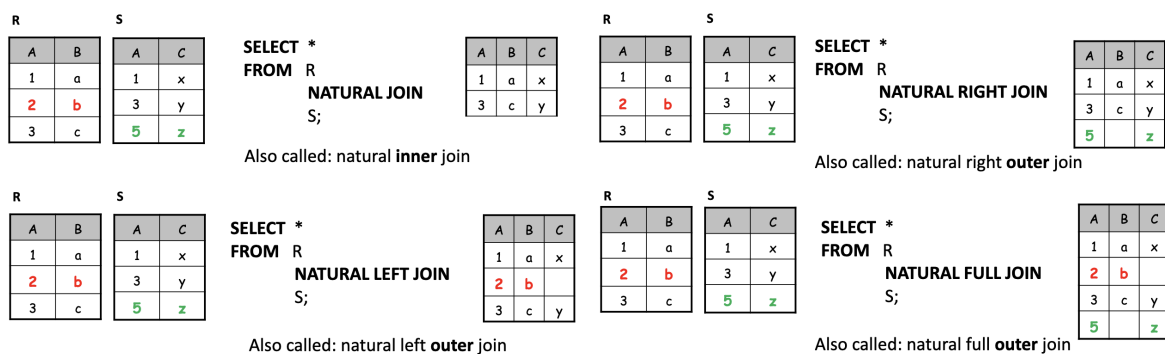 R S
A B
1 a
2 b
3 c
A C
1 x
3 y
5 z
SELECT *
FROM R
NATURAL JOIN
S;
A B C
1 a x
3 c y
Also called: natural inner join
R S
A B
1 a
2 b
3 c
A C
1 x
3 y
5 z
SELECT *
FROM R
NATURAL RIGHT JOIN
S;
A B C
1 a x
3 c y
5 z
Also called: natural right outer join
R S
A B
1 a
2 b
3 c
A C
1 x
3 y
5 z
SELECT *
FROM R
NATURAL LEFT JOIN
S;
A B C
1 a x
2 b
3 c y
Also called: natural left outer join
R S
A B
1 a
2 b
3 c
A C
1 x
3 y
5 z
SELECT *
FROM R
NATURAL FULL JOIN
S;
A B C
1 a x
2 b
3 c y
5 z
Also called: natural full outer join